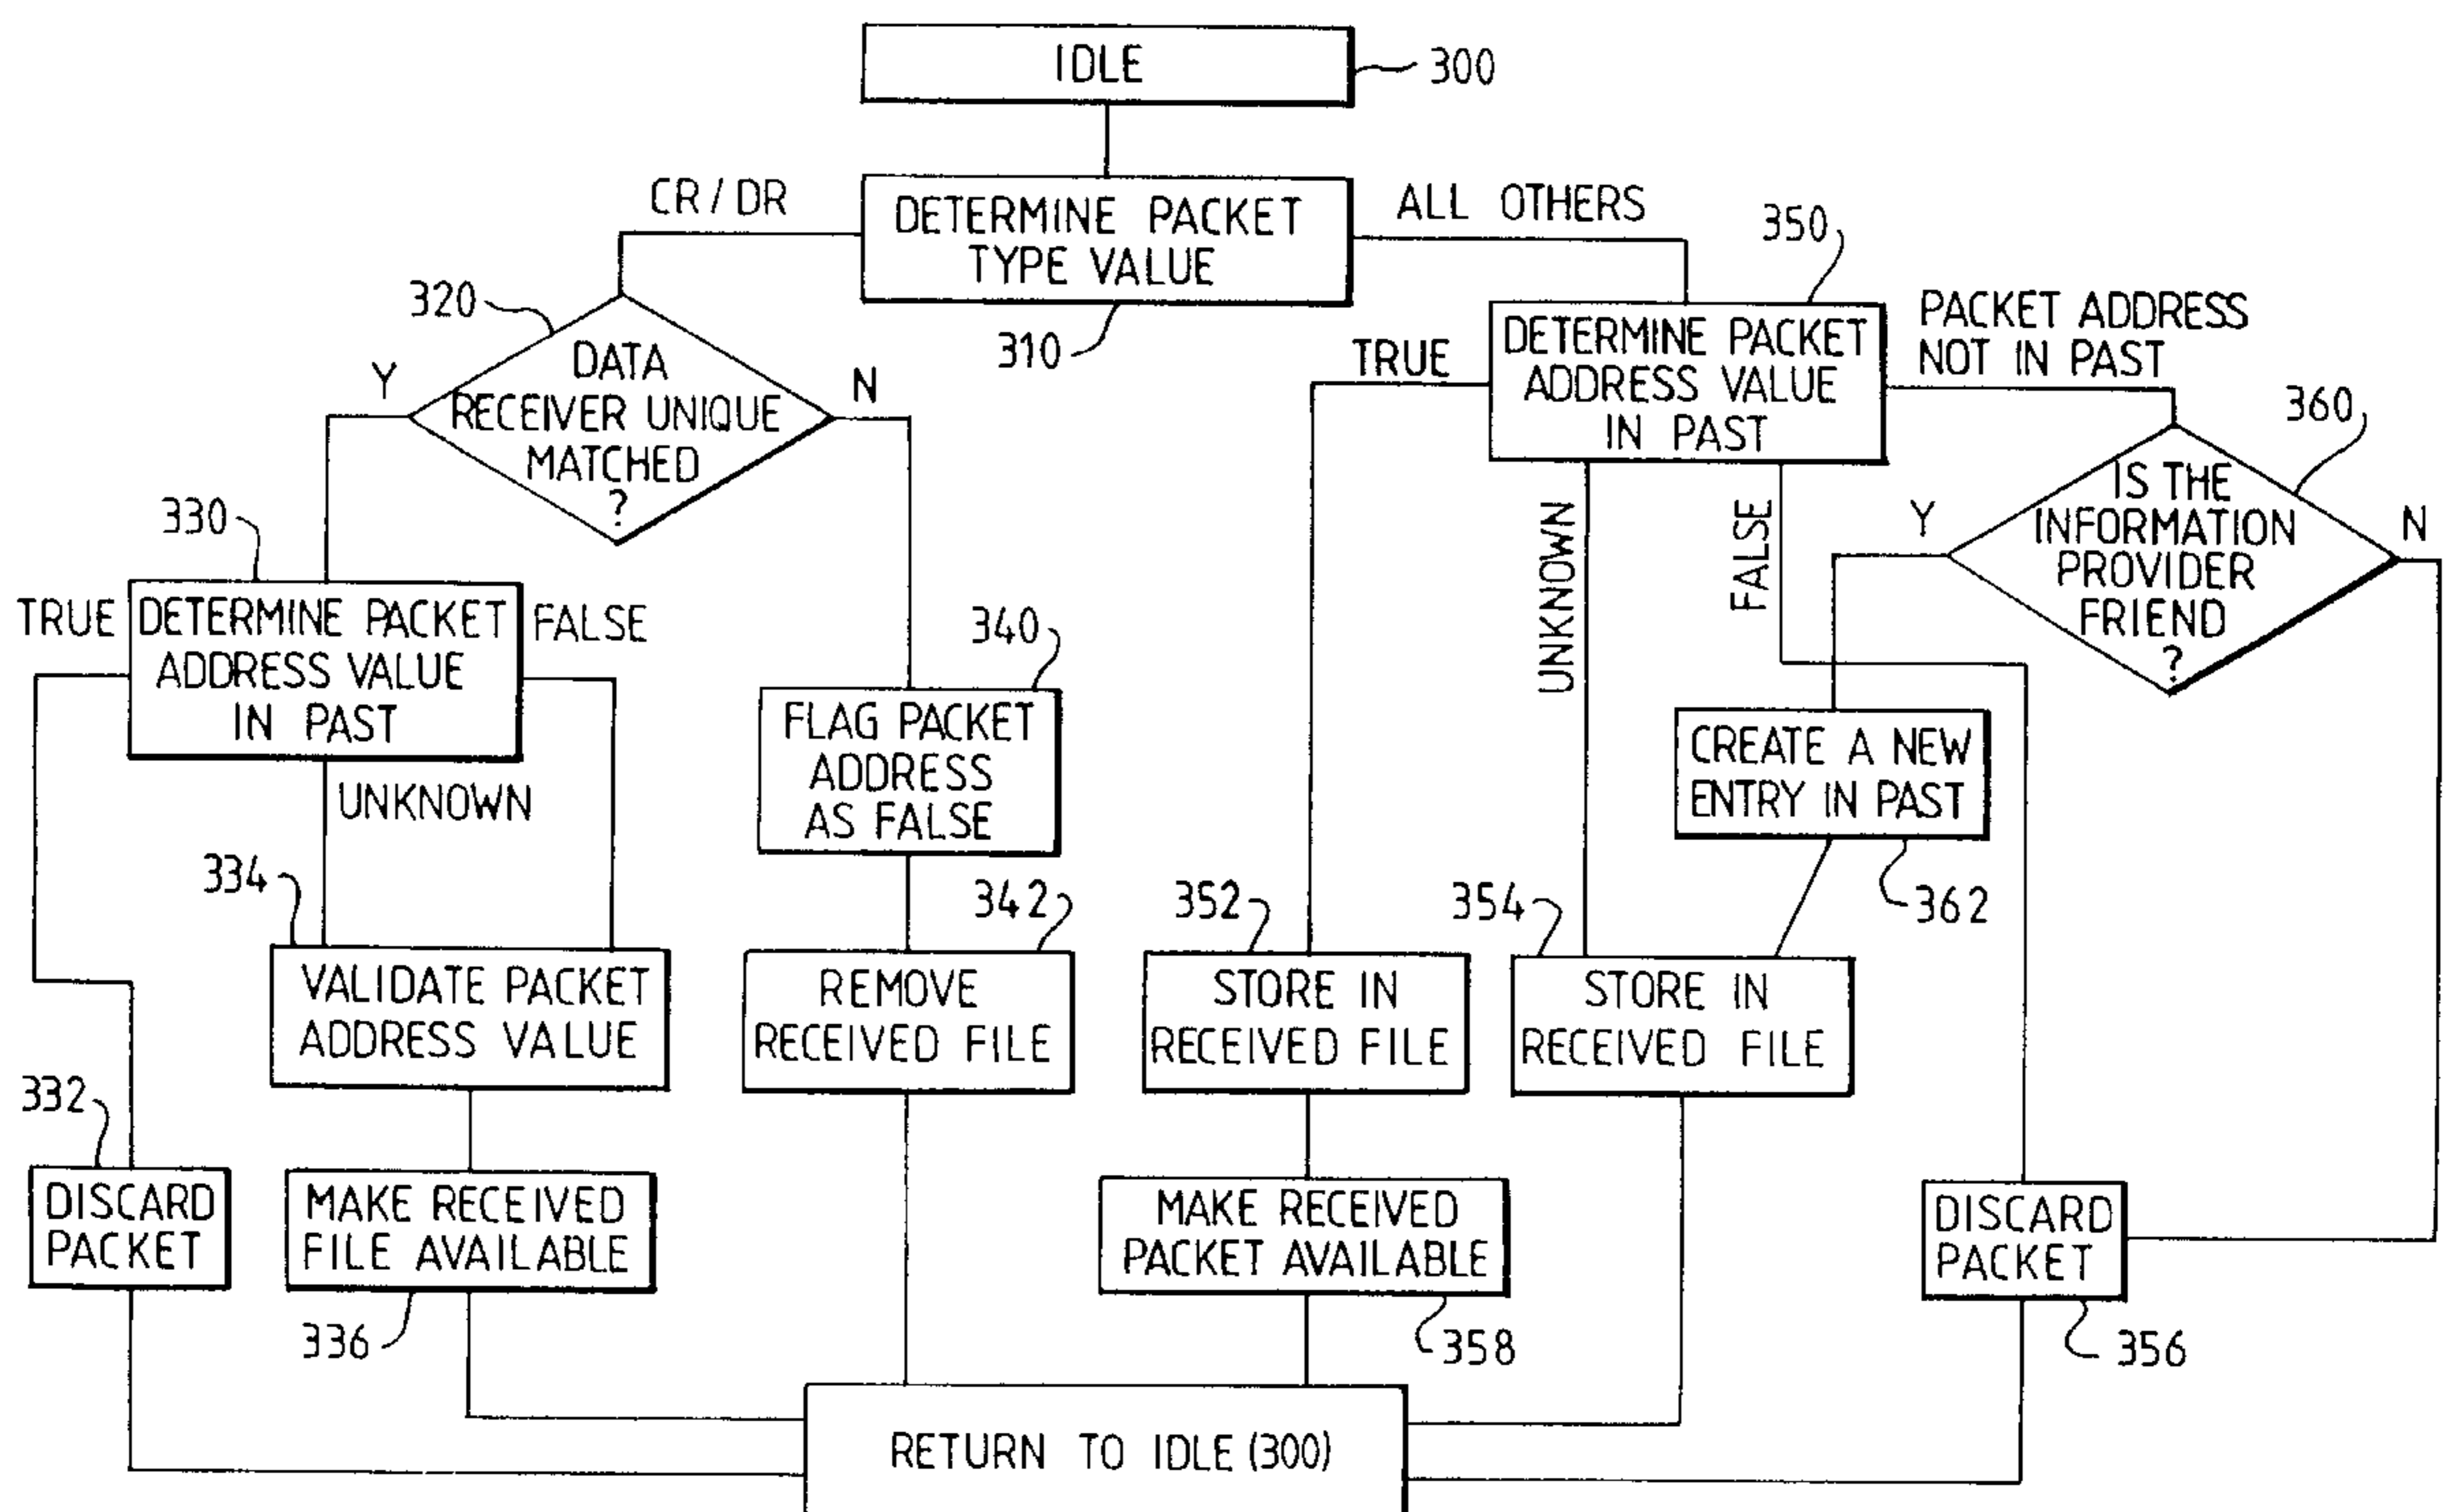 IDLE
300
CR / DR
DETERMINE PACKET
TYPE VALUE
310
ALL OTHERS
320
DATA
RECEIVER UNIQUE
MATCHED
?
Y
N
330
TRUE
DETERMINE PACKET
ADDRESS VALUE
IN PAST
FALSE
UNKNOWN
334
VALIDATE PACKET
ADDRESS VALUE
332
DISCARD
PACKET
MAKE RECEIVED
FILE AVAILABLE
336
340
FLAG PACKET
ADDRESS
AS FALSE
342
REMOVE
RECEIVED FILE
350
DETERMINE PACKET
ADDRESS VALUE
IN PAST
TRUE
UNKNOWN
FALSE
PACKET ADDRESS
NOT IN PAST
360
IS THE
INFORMATION
PROVIDER
FRIEND
?
Y
N
CREATE A NEW
ENTRY IN PAST
362
352
STORE IN
RECEIVED FILE
354
STORE IN
RECEIVED FILE
MAKE RECEIVED
PACKET AVAILABLE
358
DISCARD
PACKET
356
RETURN TO IDLE (300)